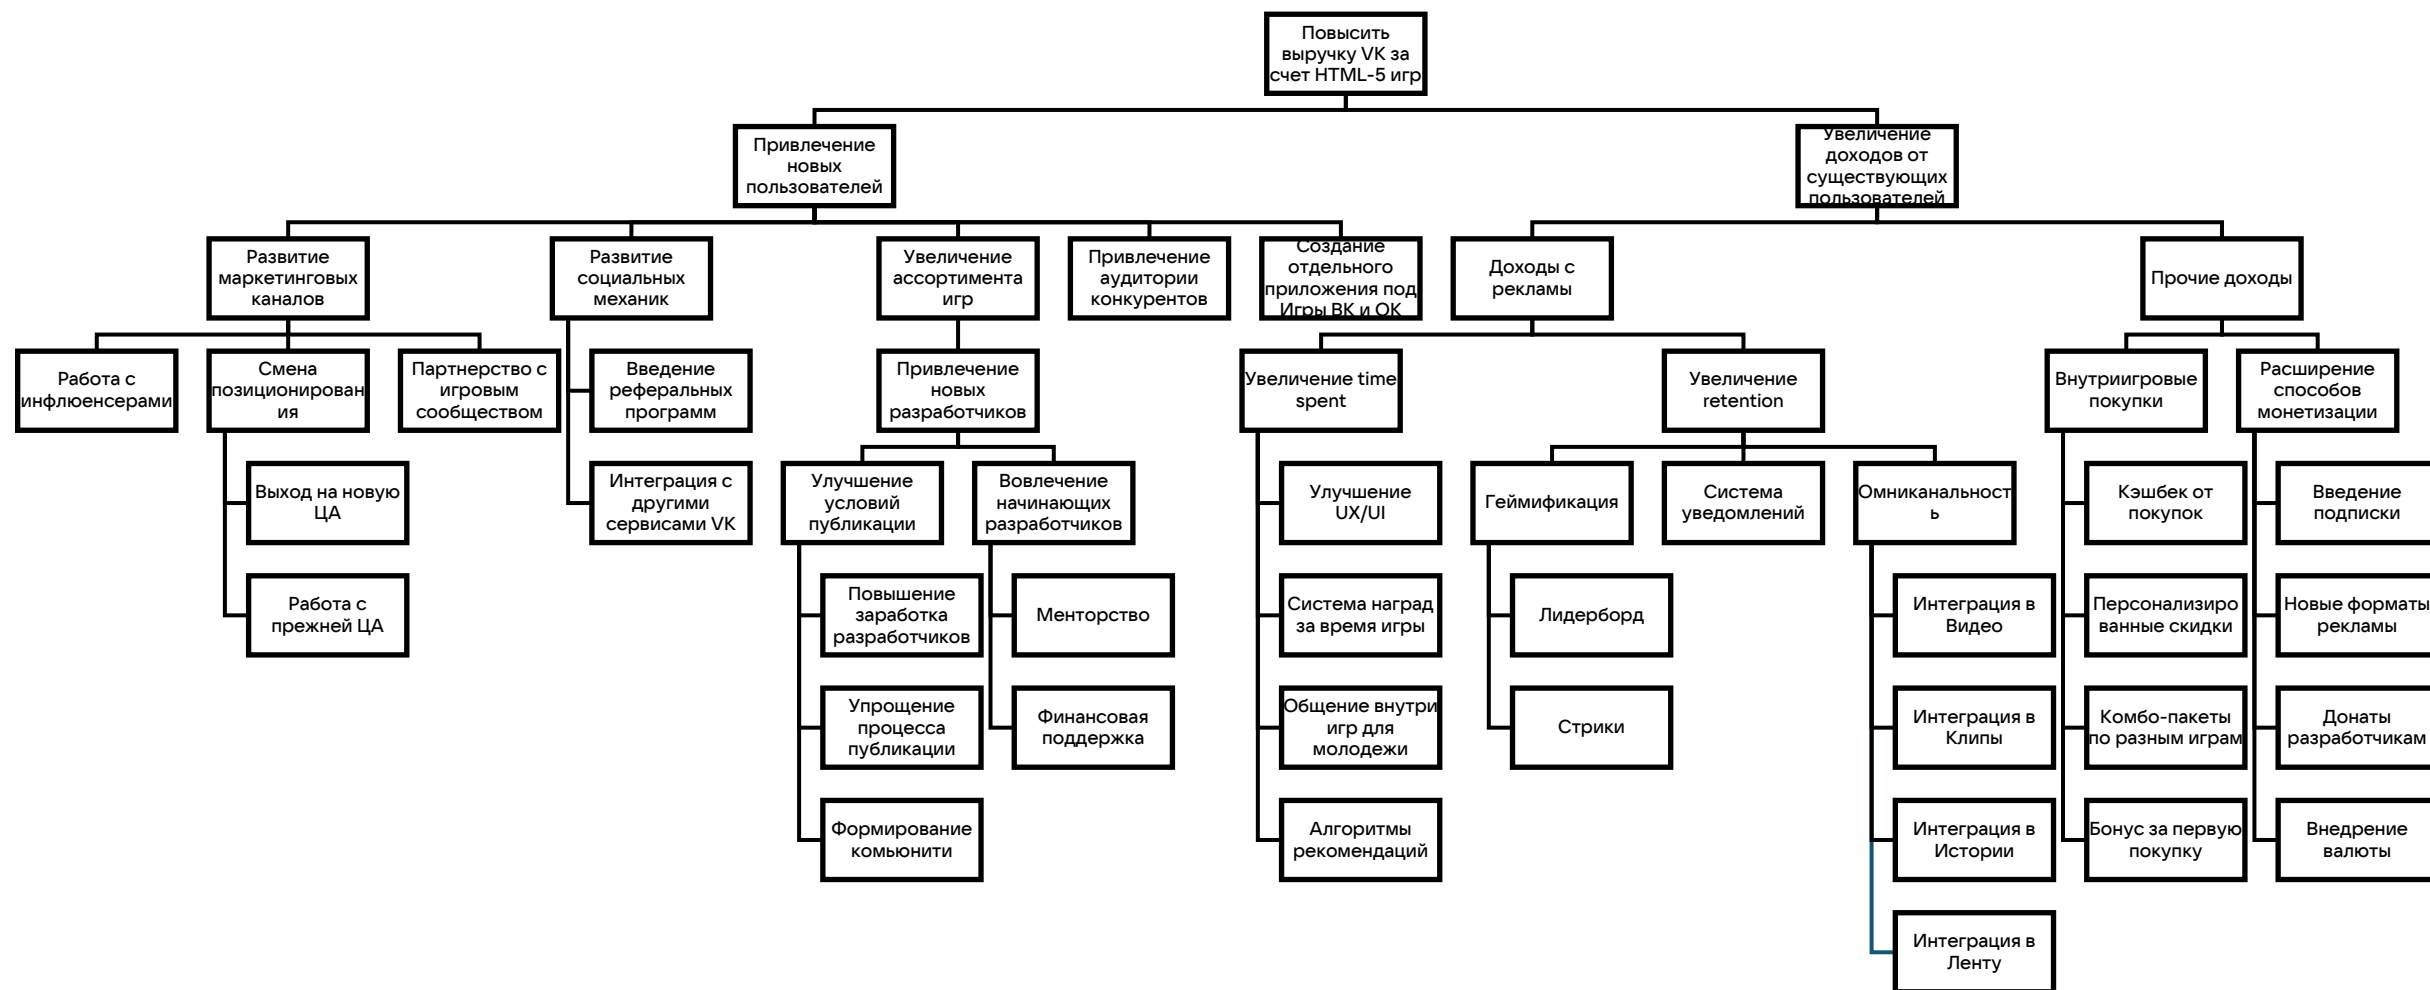 Повысить
выручку VK за
счет HTML-5 игр
Привлечение
новых
пользователей
Увеличение
доходов от
существующих
пользователей
Развитие
маркетинговых
каналов
Развитие
социальных
механик
Увеличение
ассортимента
игр
Привлечение
аудитории
конкурентов
Создание
отдельного
приложения под
Игры ВК и ОК
Доходы с
рекламы
Прочие доходы
Работа с
инфлюенсерами
Смена
позиционирован
ия
Партнерство с
игровым
сообществом
Введение
реферальных
программ
Привлечение
новых
разработчиков
Увеличение time
spent
Увеличение
retention
Внутриигровые
покупки
Расширение
способов
монетизации
Выход на новую
ЦА
Интеграция с
другими
сервисами VK
Улучшение
условий
публикации
Вовлечение
начинающих
разработчиков
Улучшение
UX/UI
Геймификация
Система
уведомлений
Омниканальност
ь
Кэшбек от
покупок
Введение
подписки
Работа с
прежней ЦА
Повышение
заработка
разработчиков
Менторство
Система наград
за время игры
Лидерборд
Интеграция в
Видео
Персонализиро
ванные скидки
Новые форматы
рекламы
Упрощение
процесса
публикации
Финансовая
поддержка
Общение внутри
игр для
молодежи
Стрики
Интеграция в
Клипы
Комбо-пакеты
по разным играм
Донаты
разработчикам
Формирование
комьюнити
Алгоритмы
рекомендаций
Интеграция в
Истории
Бонус за первую
покупку
Внедрение
валюты
Интеграция в
Ленту